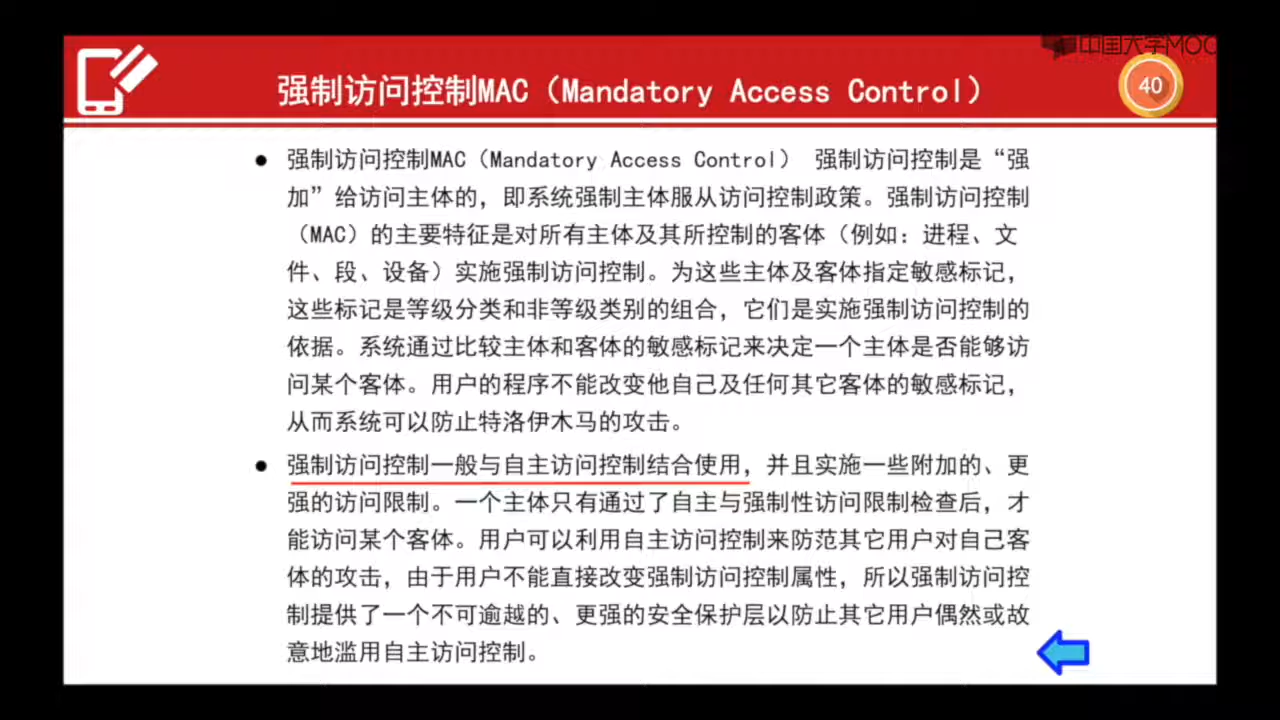 中国大学MOC
强制访问控制MAC（Mandatory Access Control）
40
● 强制访问控制MAC（Mandatory Access Control） 强制访问控制是“强
加”给访问主体的，即系统强制主体服从访问控制政策。强制访问控制
（MAC）的主要特征是对所有主体及其所控制的客体（例如：进程、文
件、段、设备）实施强制访问控制。为这些主体及客体指定敏感标记，
这些标记是等级分类和非等级类别的组合，它们是实施强制访问控制的
依据。系统通过比较主体和客体的敏感标记来决定一个主体是否能够访
问某个客体。用户的程序不能改变他自己及任何其它客体的敏感标记，
从而系统可以防止特洛伊木马的攻击。
● 强制访问控制一般与自主访问控制结合使用，并且实施一些附加的、更
强的访问限制。一个主体只有通过了自主与强制性访问限制检查后，才
能访问某个客体。用户可以利用自主访问控制来防范其它用户对自己客
体的攻击，由于用户不能直接改变强制访问控制属性，所以强制访问控
制提供了一个不可逾越的、更强的安全保护层以防止其它用户偶然或故
意地滥用自主访问控制。